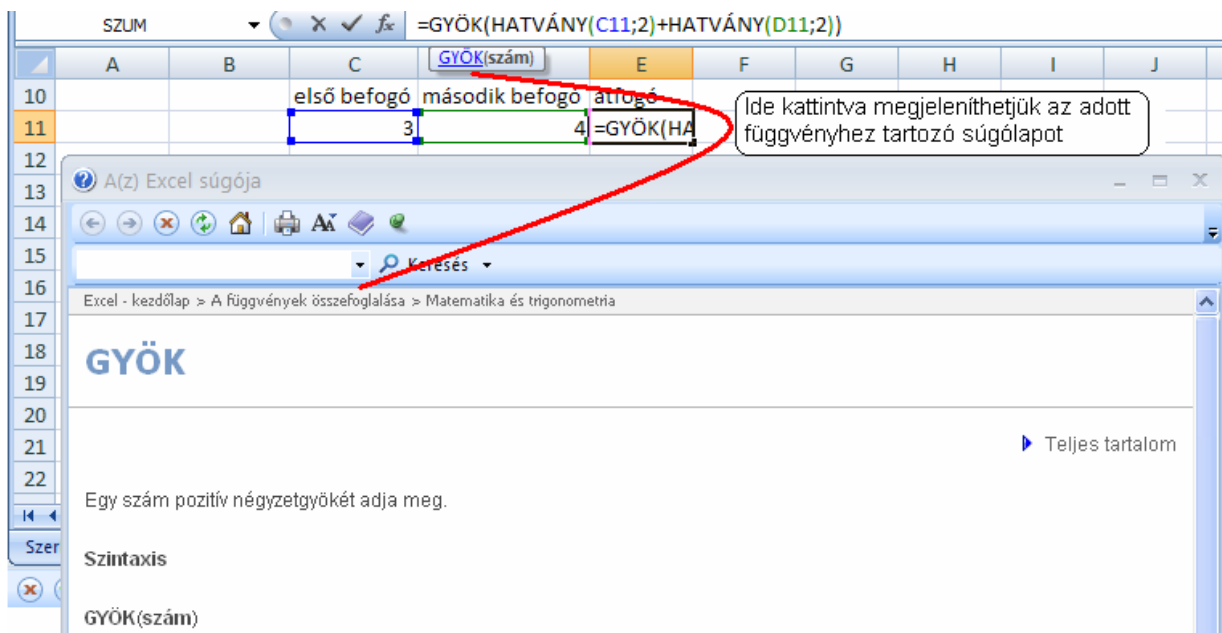 SZUM =GYÖK(HATVÁNY(C11;2)+HATVÁNY(D11;2))
GYÖK(szám)
A B C E F G H I J
10 első befogó második befogó átfogó
11 3 4 =GYÖK(HA
Ide kattintva megjeleníthetjük az adott
függvényhez tartozó súgólapot
12
13 A(z) Excel súgója
14
15 Keresés
16 Excel - kezdőlap > A függvények összefoglalása > Matematika és trigonometria
17
18 GYÖK
19
20
21 Teljes tartalom
22
Egy szám pozitív négyzetgyökét adja meg.
Szer
Szintaxis
GYÖK(szám)